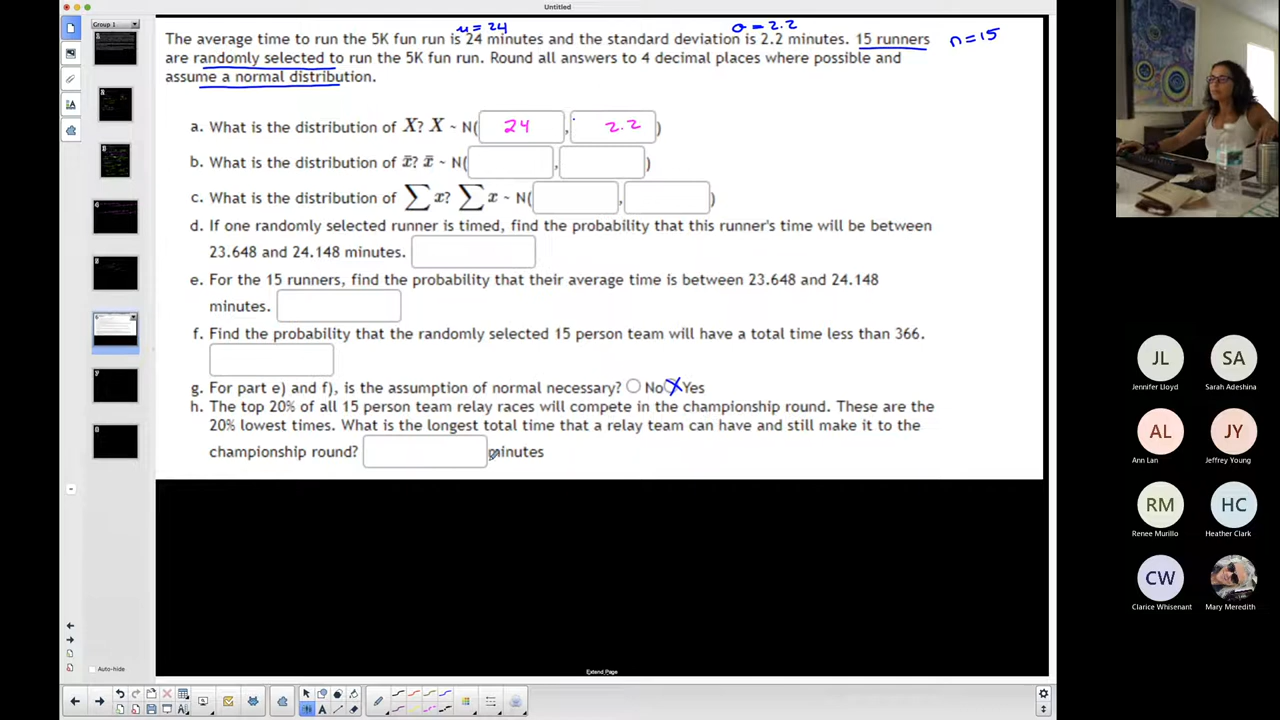 Untitled
Group 1
μ = 24
σ = 2.2
The average time to run the 5K fun run is 24 minutes and the standard deviation is 2.2 minutes. 15 runners
n = 15
are randomly selected to run the 5K fun run. Round all answers to 4 decimal places where possible and
assume a normal distribution.
a. What is the distribution of X? X ~ N( 24 , 2.2 )
b. What is the distribution of x̄? x̄ ~ N( , )
c. What is the distribution of ∑x? ∑x ~ N( , )
d. If one randomly selected runner is timed, find the probability that this runner's time will be between
23.648 and 24.148 minutes.
e. For the 15 runners, find the probability that their average time is between 23.648 and 24.148
minutes.
f. Find the probability that the randomly selected 15 person team will have a total time less than 366.
g. For part e) and f), is the assumption of normal necessary? No X Yes
h. The top 20% of all 15 person team relay races will compete in the championship round. These are the
20% lowest times. What is the longest total time that a relay team can have and still make it to the
championship round? minutes
Auto-hide
Extend Page
JL
SA
Jennifer Lloyd
Sarah Adeshina
AL
JY
Ann Lan
Jeffrey Young
RM
HC
Renee Murillo
Heather Clark
CW
Clarice Whisenant
Mary Meredith